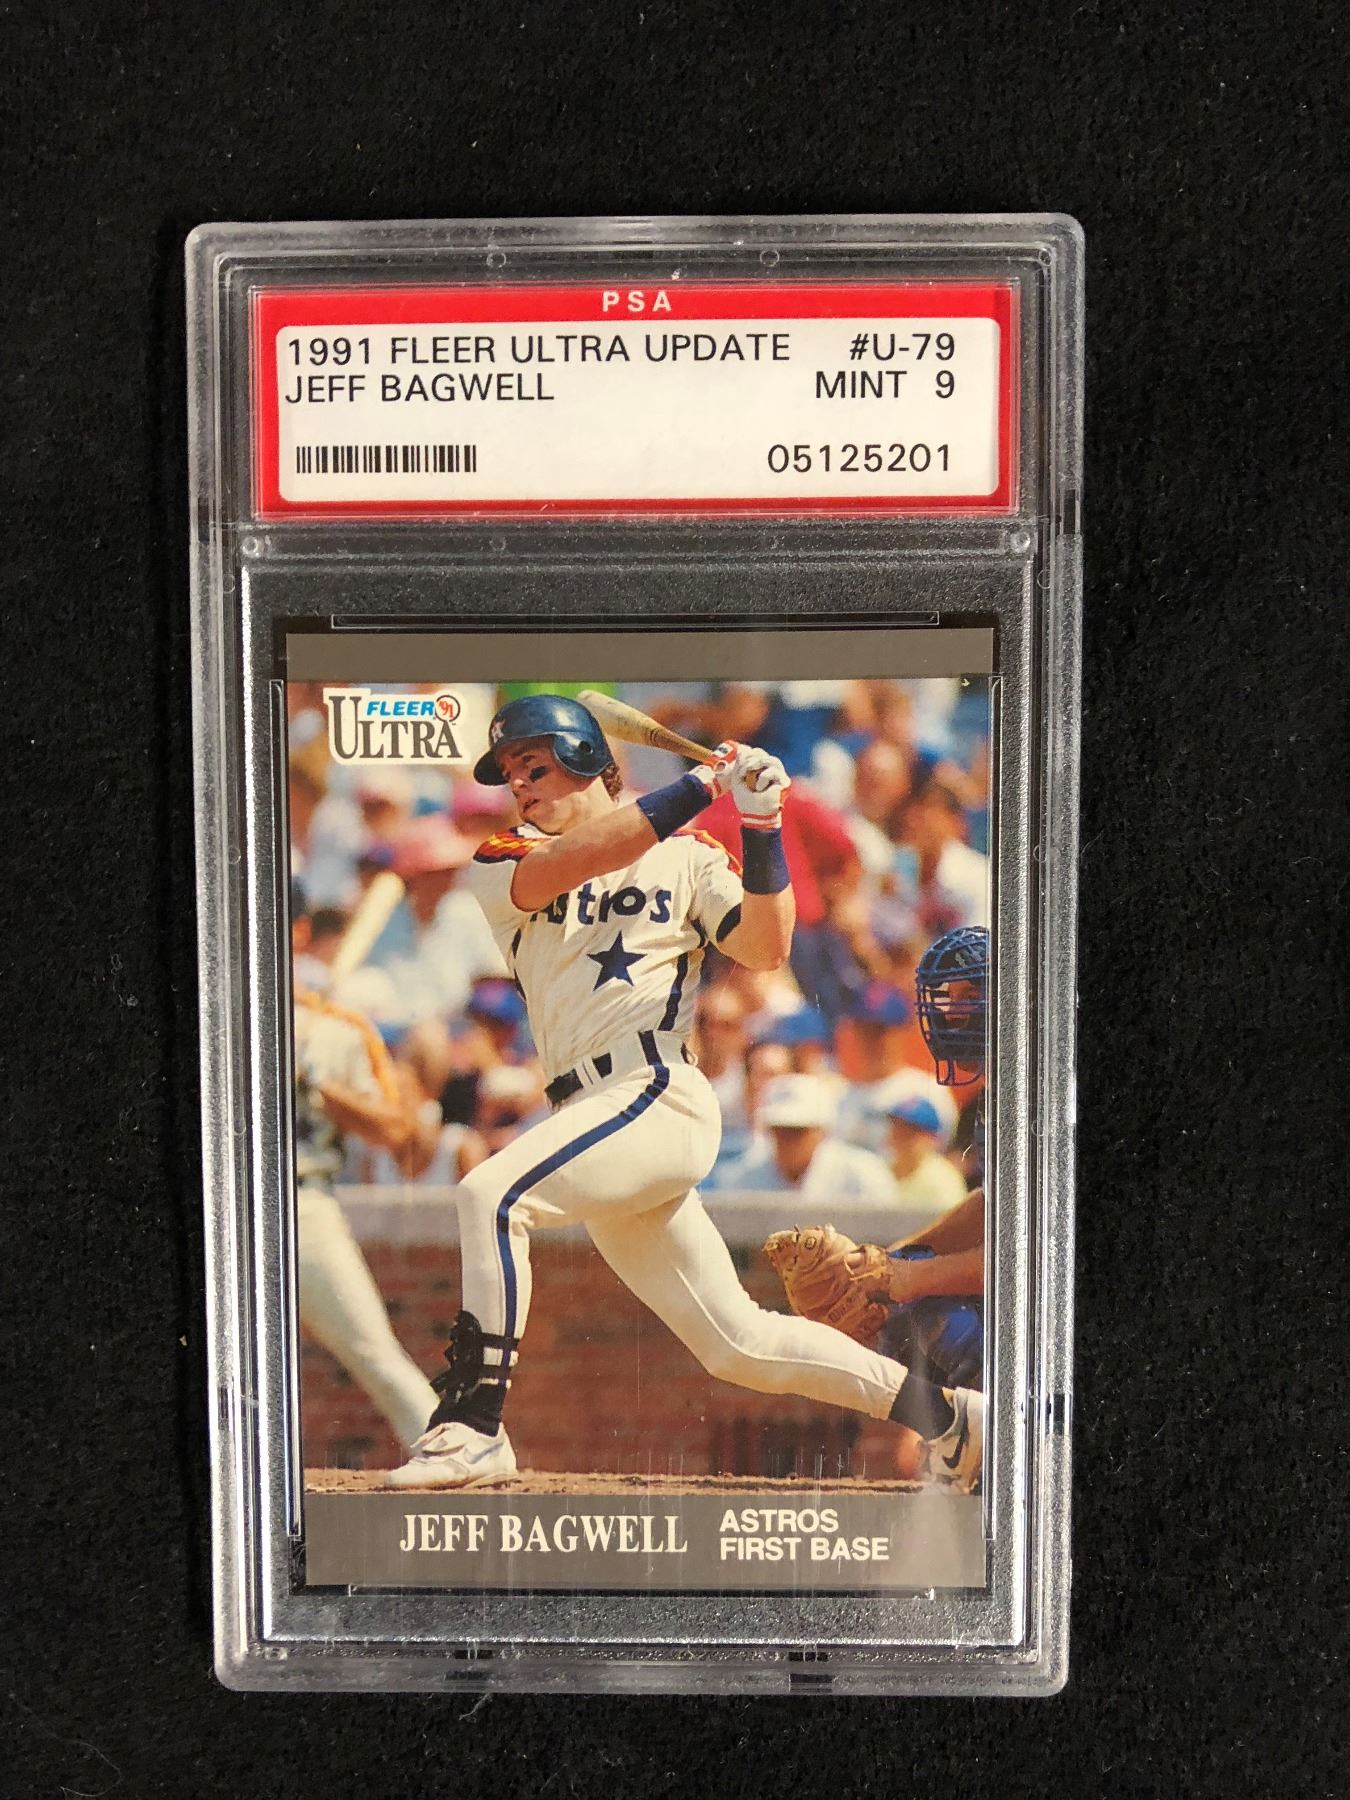 PSA
1991 FLEER ULTRA UPDATE #U-79
JEFF BAGWELL MINT 9
05125201
FLEER '91
ULTRA
Astros
JEFF BAGWELL ASTROS
FIRST BASE